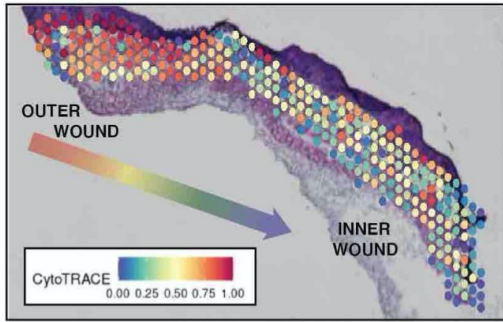 OUTER
WOUND
INNER
WOUND
CytoTRACE
0.00 0.25 0.50 0.75 1.00